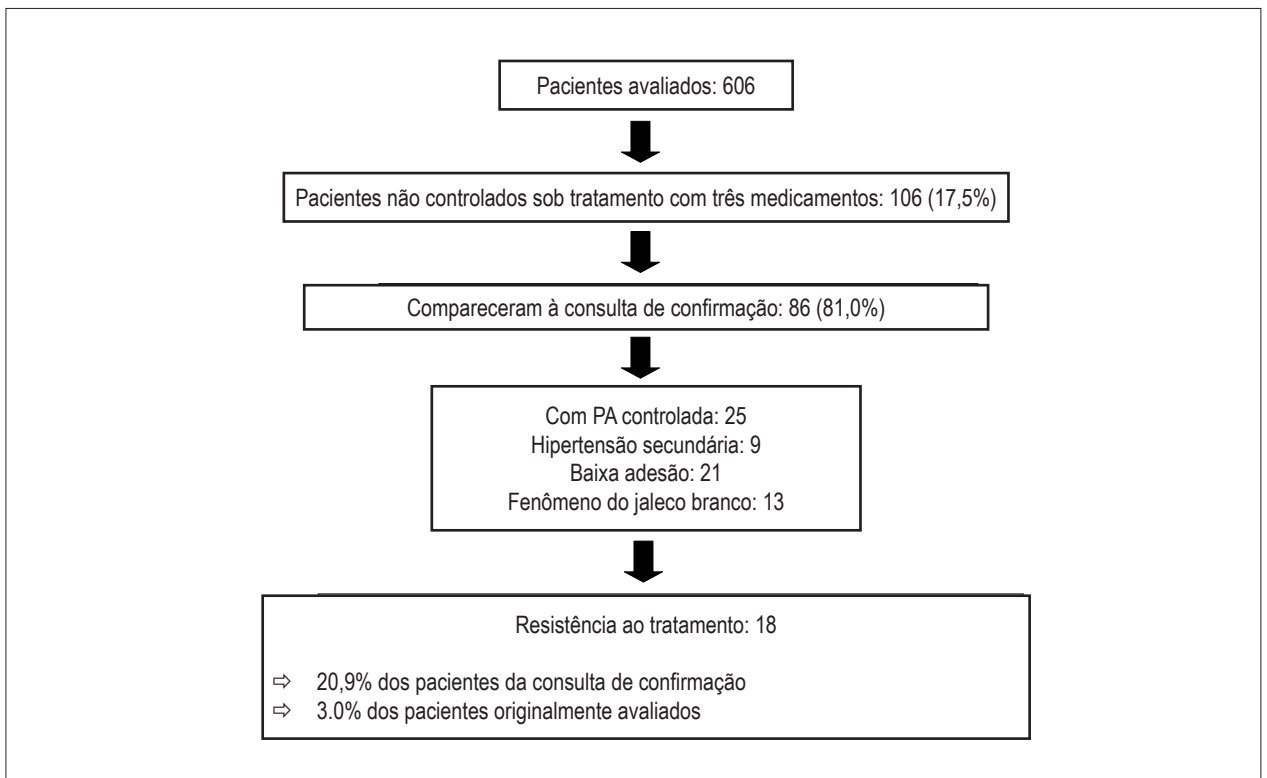 Pacientes avaliados: 606
Pacientes não controlados sob tratamento com três medicamentos: 106 (17,5%)
Compareceram à consulta de confirmação: 86 (81,0%)
Com PA controlada: 25
Hipertensão secundária: 9
Baixa adesão: 21
Fenômeno do jaleco branco: 13
Resistência ao tratamento: 18
⇨ 20,9% dos pacientes da consulta de confirmação
⇨ 3.0% dos pacientes originalmente avaliados